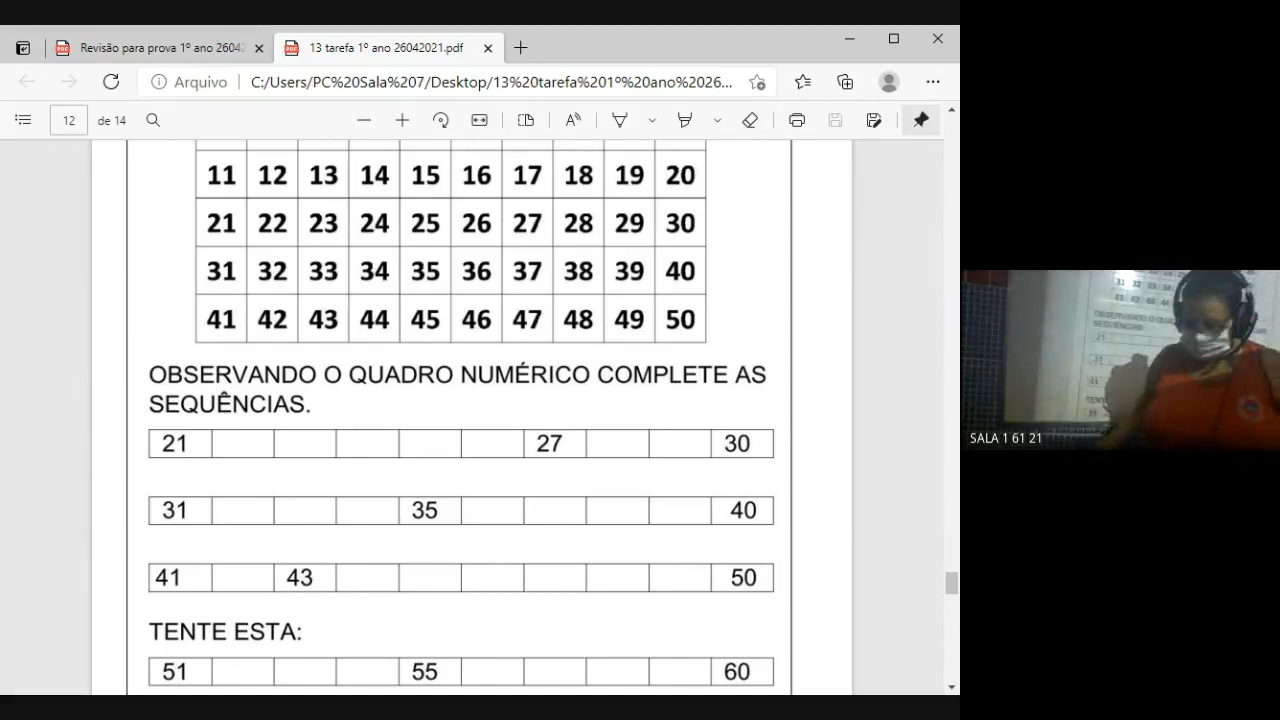 Revisão para prova 1º ano 2604
13 tarefa 1º ano 26042021.pdf
Arquivo
C:/Users/PC%20Sala%207/Desktop/13%20tarefa%201º%20ano%2026...
12
de 14
11 12 13 14 15 16 17 18 19 20
21 22 23 24 25 26 27 28 29 30
31 32 33 34 35 36 37 38 39 40
41 42 43 44 45 46 47 48 49 50
OBSERVANDO O QUADRO NUMÉRICO COMPLETE AS
SEQUÊNCIAS.
21 27 30
31 35 40
41 43 50
TENTE ESTA:
51 55 60
SALA 1 61 21